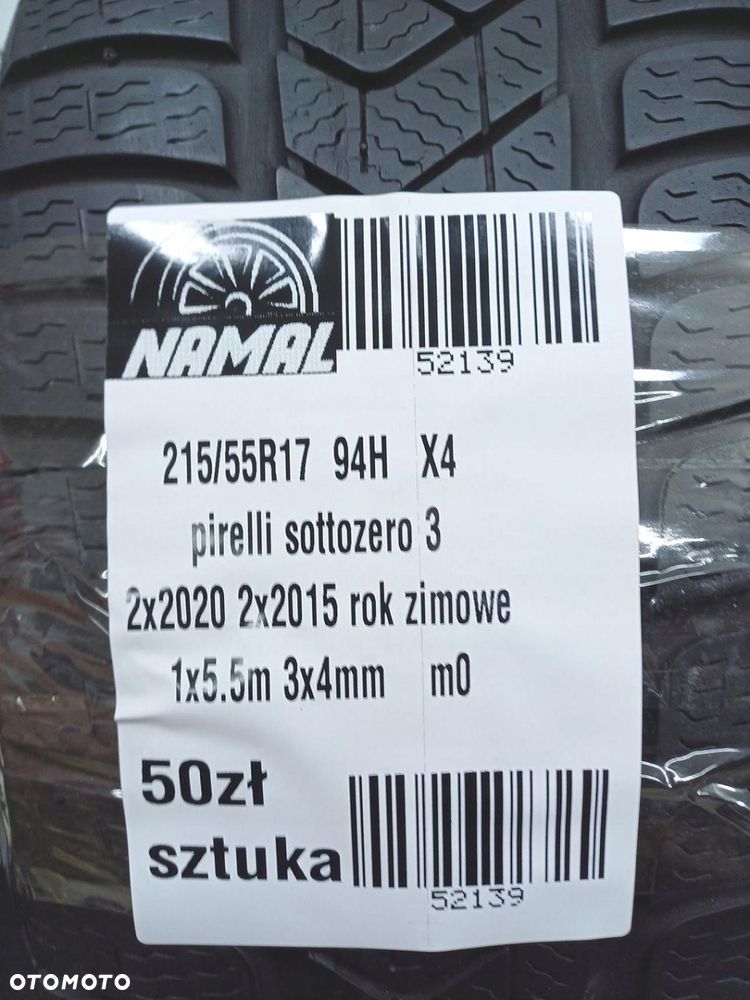 NAMAL
52139
215/55R17 94H X4
pirelli sottozero 3
2x2020 2x2015 rok zimowe
1x5.5m 3x4mm m0
50zł
sztuka
52139
OTOMOTO